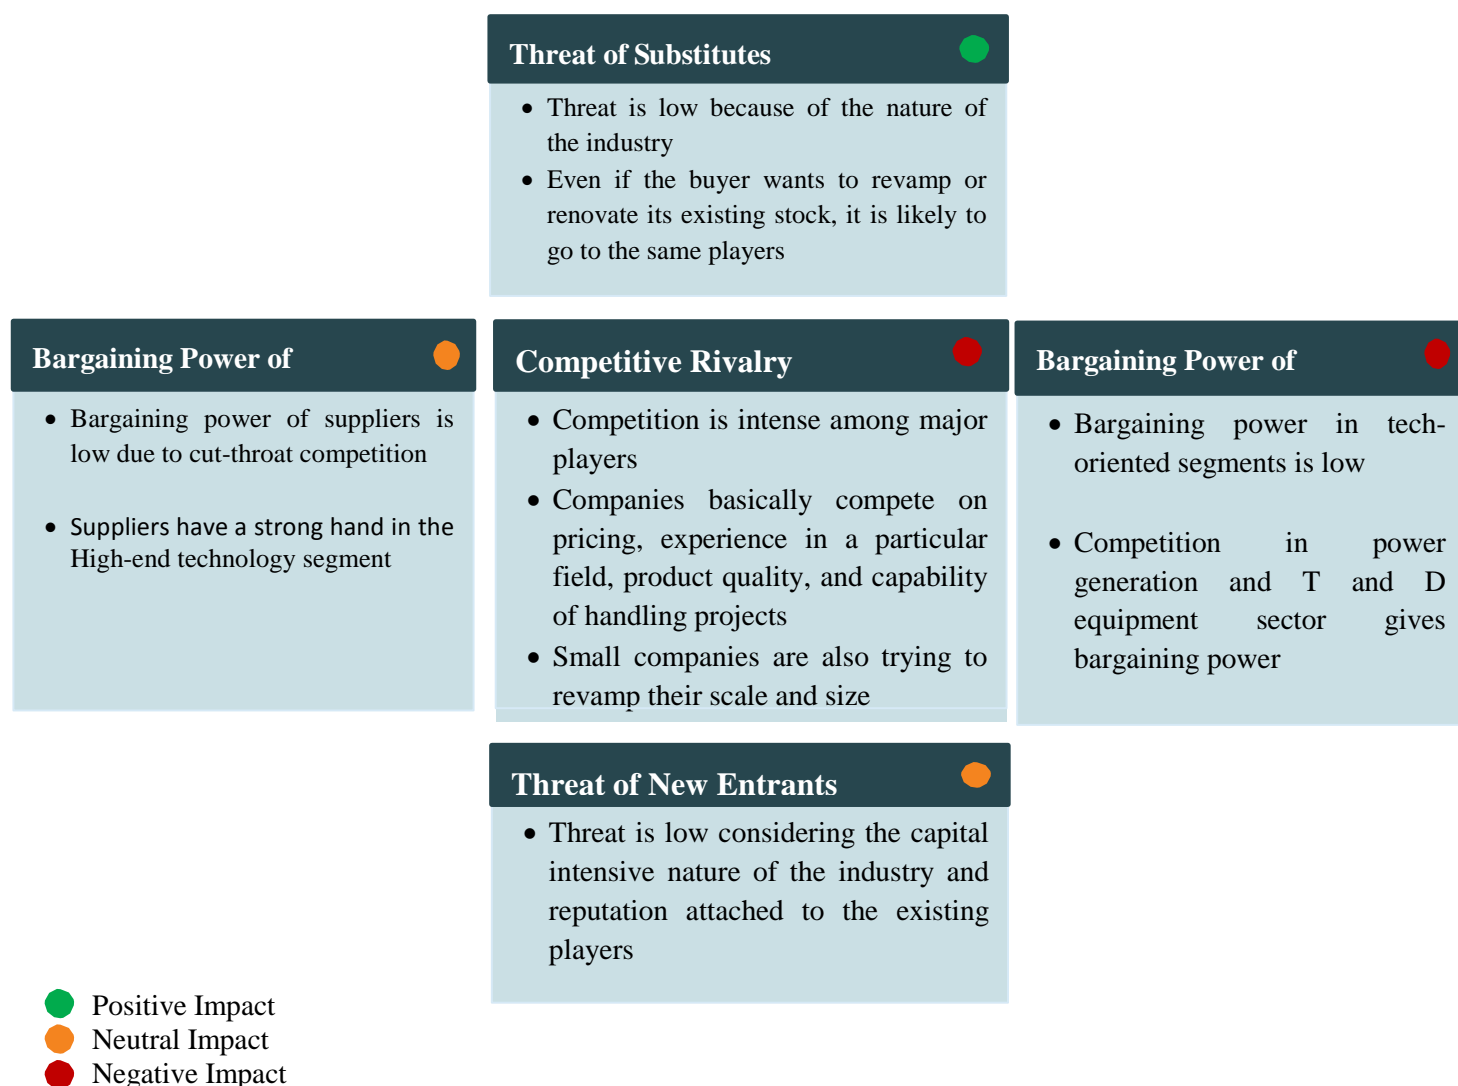 Threat of Substitutes
• Threat is low because of the nature of
the industry
• Even if the buyer wants to revamp or
renovate its existing stock, it is likely to
go to the same players
Bargaining Power of
• Bargaining power of suppliers is
low due to cut-throat competition
• Suppliers have a strong hand in the
High-end technology segment
Competitive Rivalry
• Competition is intense among major
players
• Companies basically compete on
pricing, experience in a particular
field, product quality, and capability
of handling projects
• Small companies are also trying to
revamp their scale and size
Bargaining Power of
• Bargaining power in tech-
oriented segments is low
• Competition in power
generation and T and D
equipment sector gives
bargaining power
Threat of New Entrants
• Threat is low considering the capital
intensive nature of the industry and
reputation attached to the existing
players
Positive Impact
Neutral Impact
Negative Impact